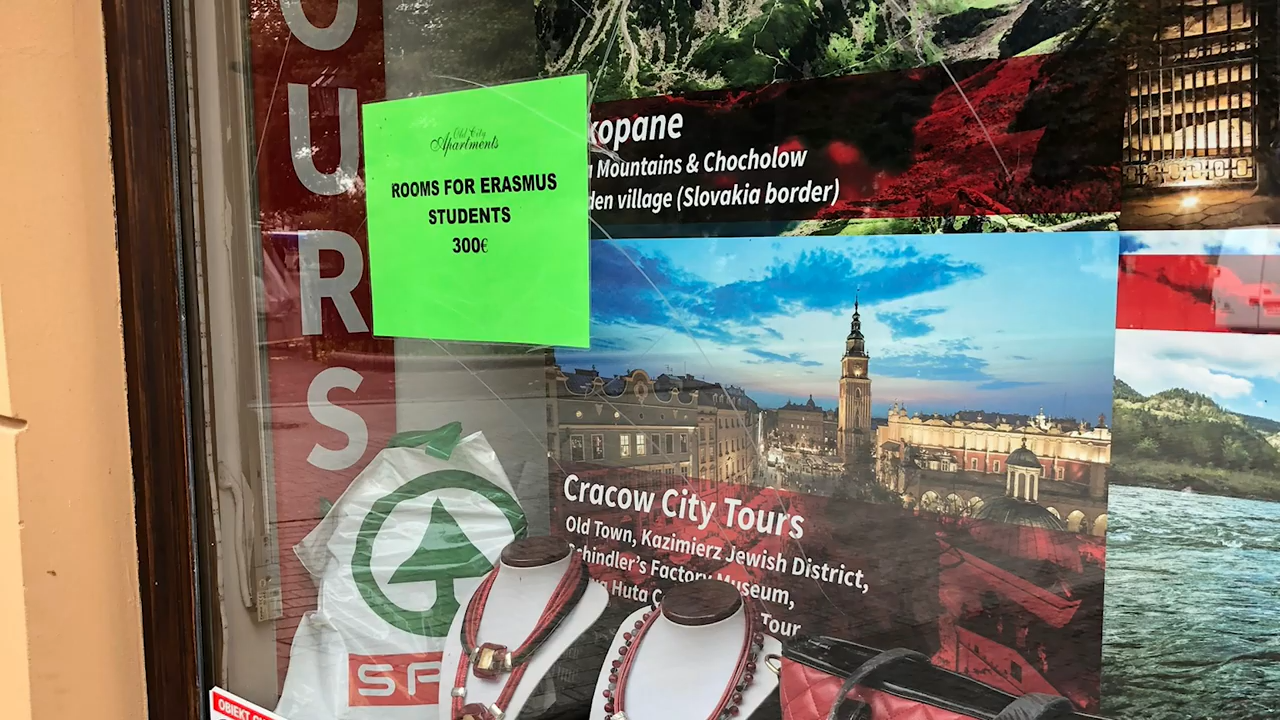 OURS
Old City
Apartments
ROOMS FOR ERASMUS
STUDENTS
300€
kopane
Mountains & Chocholow
den village (Slovakia border)
Cracow City Tours
Old Town, Kazimierz Jewish District,
chindler's Factory Museum,
Huta
Tour
SP
OBIEKT